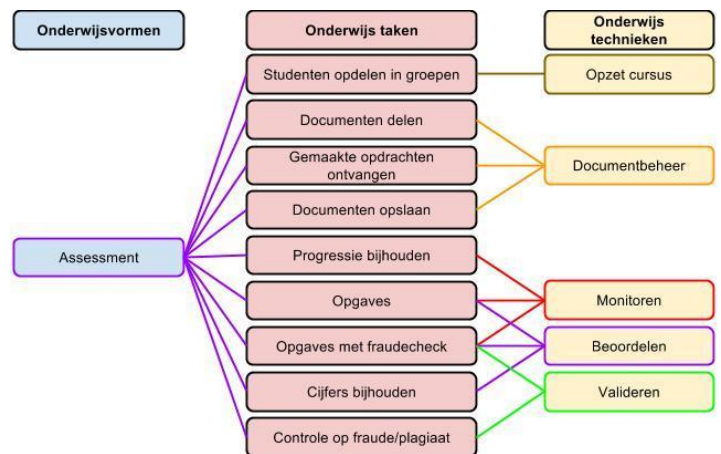 Onderwijsvormen
Onderwijs taken
Onderwijs
technieken
Studenten opdelen in groepen
Opzet cursus
Documenten delen
Gemaakte opdrachten
ontvangen
Documentbeheer
Documenten opslaan
Assessment
Progressie bijhouden
Opgaves
Monitoren
Opgaves met fraudecheck
Beoordelen
Cijfers bijhouden
Valideren
Controle op fraude/plagiaat